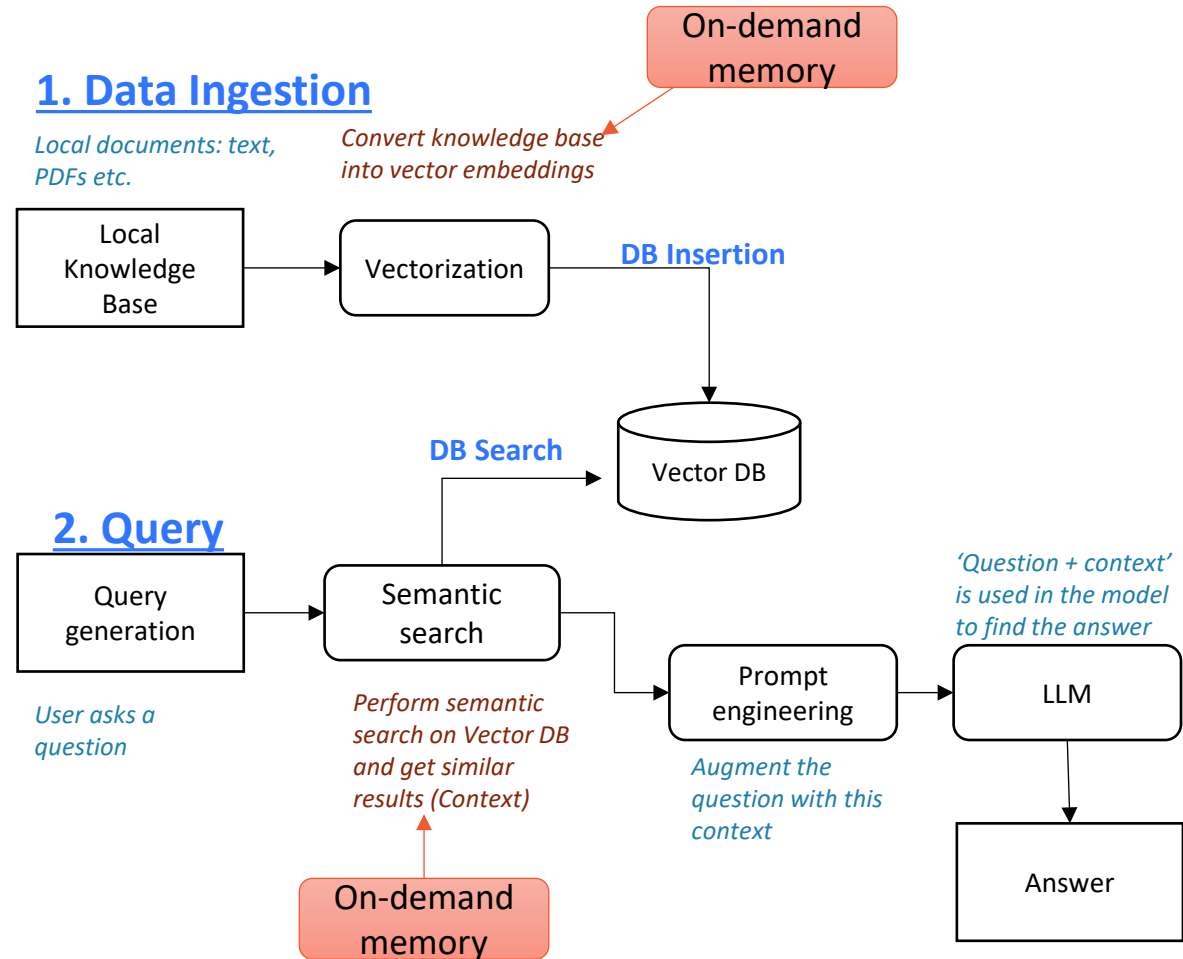 On-demand
memory
1. Data Ingestion
Local documents: text,
PDFs etc.
Convert knowledge base
into vector embeddings
Local
Knowledge
Base
Vectorization
DB Insertion
Vector DB
DB Search
2. Query
Query
generation
User asks a
question
Semantic
search
Perform semantic
search on Vector DB
and get similar
results (Context)
On-demand
memory
Prompt
engineering
Augment the
question with this
context
‘Question + context’
is used in the model
to find the answer
LLM
Answer